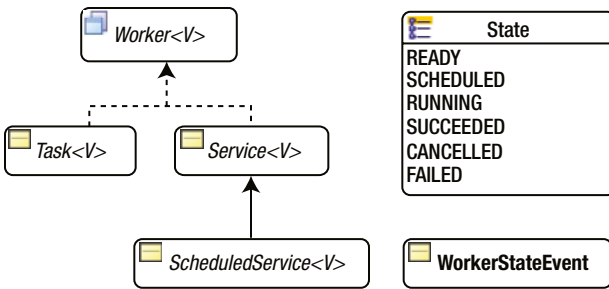 Worker<V>
Task<V>
Service<V>
ScheduledService<V>
State
READY
SCHEDULED
RUNNING
SUCCEEDED
CANCELLED
FAILED
WorkerStateEvent